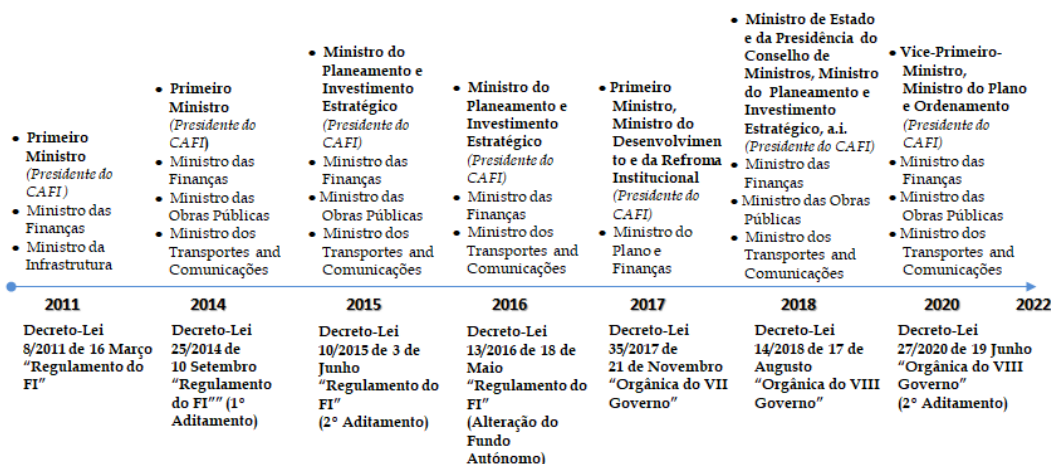 • Primeiro
Ministro
(Presidente do
CAFI )
• Ministro das
Finanças
• Ministro da
Infrastrutura
• Primeiro
Ministro
(Presidente do
CAFI)
• Ministro das
Finanças
• Ministro das
Obras Públicas
• Ministro dos
Transportes and
Comunicações
• Ministro do
Planeamento e
Investimento
Estratégico
(Presidente do
CAFI)
• Ministro das
Finanças
• Ministro das
Obras Públicas
• Ministro dos
Transportes and
Comunicações
• Ministro do
Planeamento e
Investimento
Estratégico
(Presidente do
CAFI)
• Ministro das
Finanças
• Ministro dos
Transportes and
Comunicações
• Primeiro
Ministro,
Ministro do
Desenvolvimen
to e da Refroma
Institucional
(Presidente do
CAFI)
• Ministro do
Plano e
Finanças
• Ministro de Estado
e da Presidência do
Conselho de
Ministros, Ministro
do Planeamento e
Investimento
Estratégico, a.i.
(Presidente do CAFI)
• Ministro das
Finanças
• Ministro das Obras
Públicas
• Ministro dos
Transportes and
Comunicações
• Vice-Primeiro-
Ministro,
Ministro do Plano
e Ordenamento
(Presidente do
CAFI)
• Ministro das
Finanças
• Ministro das
Obras Públicas
• Ministro dos
Transportes and
Comunicações
2011 2014 2015 2016 2017 2018 2020 2022
Decreto-Lei
8/2011 de 16 Março
“Regulamento do
FI”
Decreto-Lei
25/2014 de
10 Setembro
“Regulamento
do FI”” (1°
Aditamento)
Decreto-Lei
10/2015 de 3 de
Junho
“Regulamento do
FI”
(2° Aditamento)
Decreto-Lei
13/2016 de 18 de
Maio
“Regulamento do
FI”
(Alteração do
Fundo
Autónomo)
Decreto-Lei
35/2017 de
21 de Novembro
“Orgânica do VII
Governo”
Decreto-Lei
14/2018 de 17 de
Augusto
“Orgânica do VIII
Governo”
Decreto-Lei
27/2020 de 19 Junho
“Orgânica do VIII
Governo”
(2° Aditamento)